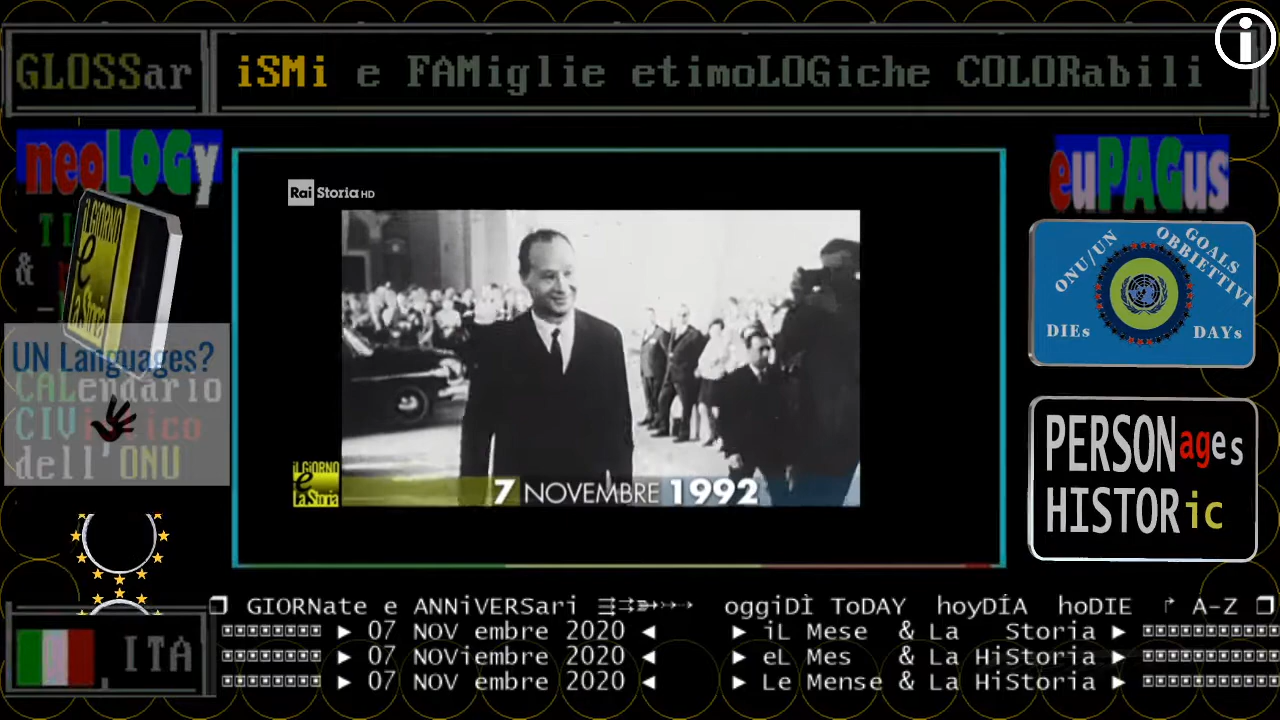 GLOSSar
iSMi e FAMiglie etimoLOGiche COLORabili
i
neoLOGy
euPAGus
Rai Storia HD
iL GIORNO
e
La Storia
ONU/UN
GOALS
OBBIETTIVI
DIEs
DAYs
UN Languages?
CALendario
CIVi
ico
dell'ONU
PERSONages
HISTORic
iL GIORNO
e
La Storia
7 NOVEMBRE 1992
GIORNate e ANNiVERSari
oggiDÌ ToDAY hoyDÍA hoDIE
A-Z
▶ 07 NOV embre 2020 ◀
▶ iL Mese & La Storia ▶
▶ 07 NOViembre 2020 ◀
▶ eL Mes & La HiStoria ▶
▶ 07 NOV embre 2020 ◀
▶ Le Mense & La HiStoria ▶
ITA